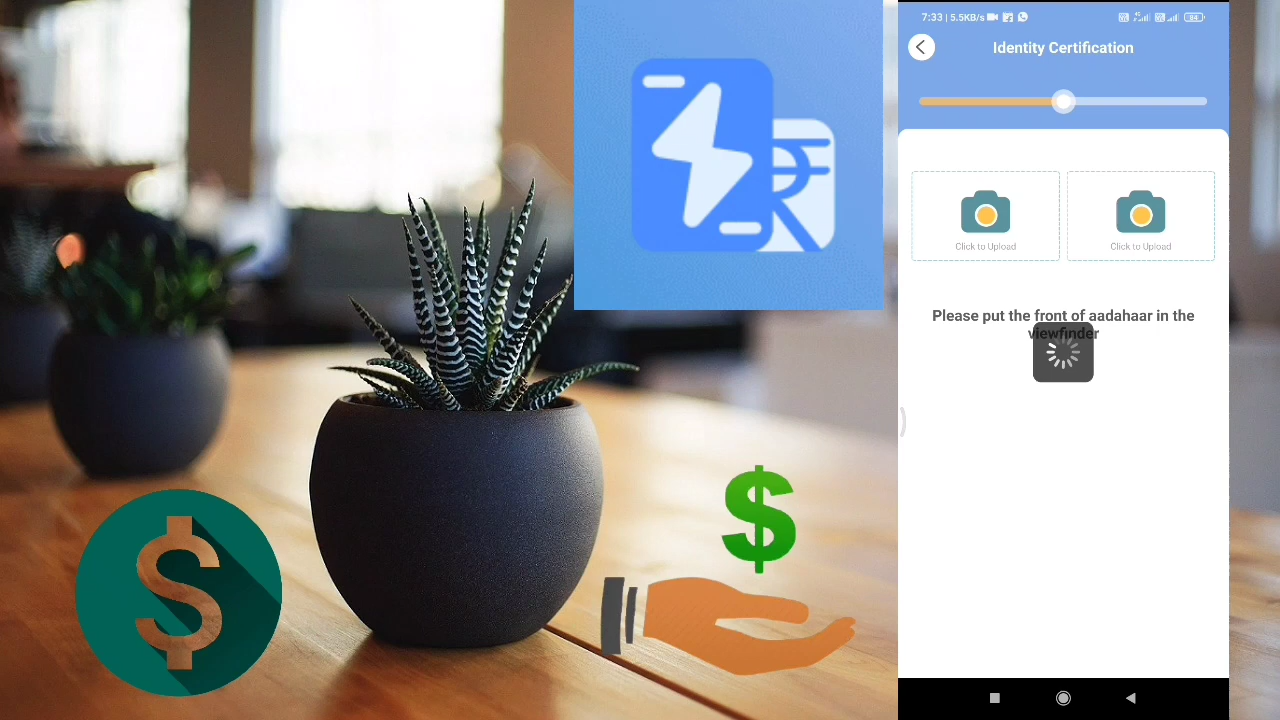 7:33 | 5.5KB/s
94
Identity Certification
Click to Upload
Click to Upload
Please put the front of aadahaar in the
viewfinder